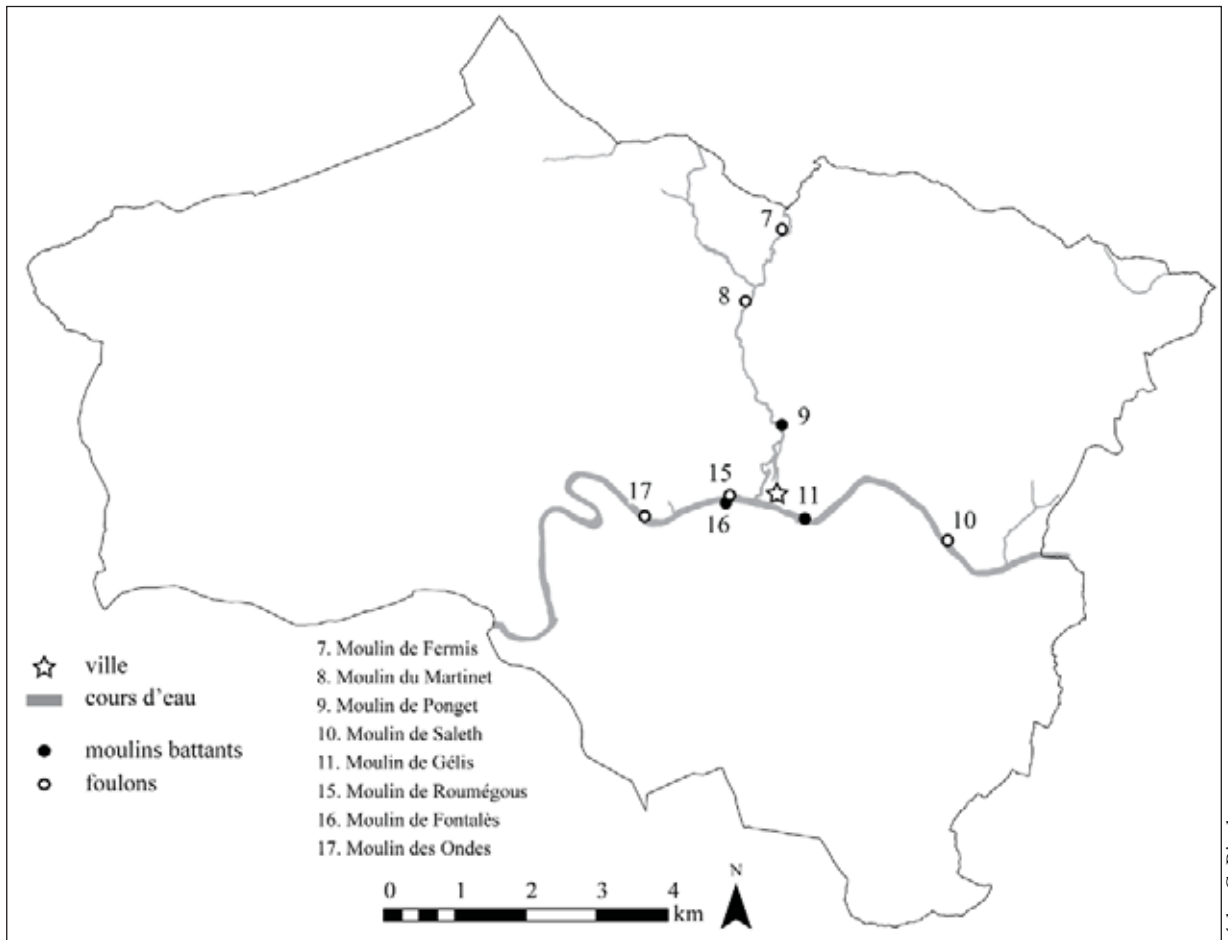 7
8
9
15
17
11
16
10
ville
cours d'eau
moulins battants
foulons
7. Moulin de Fermis
8. Moulin du Martinet
9. Moulin de Ponget
10. Moulin de Saleth
11. Moulin de Gélis
15. Moulin de Roumégous
16. Moulin de Fontalès
17. Moulin des Ondes
0 1 2 3 4
km
N